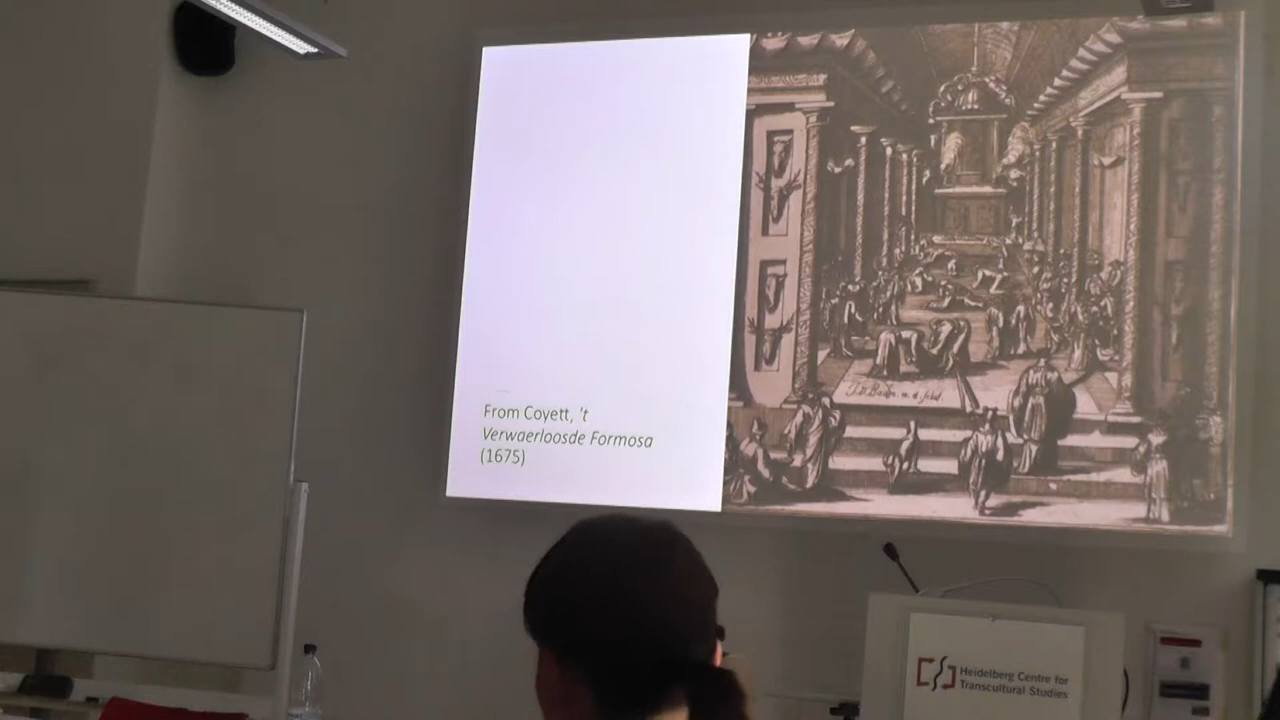 From Coyett, 't
Verwaerloosde Formosa
(1675)
Heidelberg Centre for
Transcultural Studies